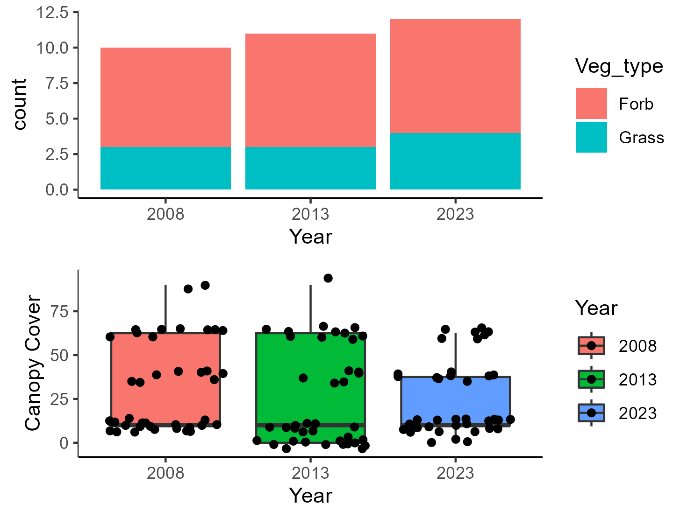 12.5
10.0
7.5
5.0
2.5
0.0
count
2008 2013 2023
Year
Veg_type
Forb
Grass
75
50
25
0
Canopy Cover
2008 2013 2023
Year
Year
2008
2013
2023